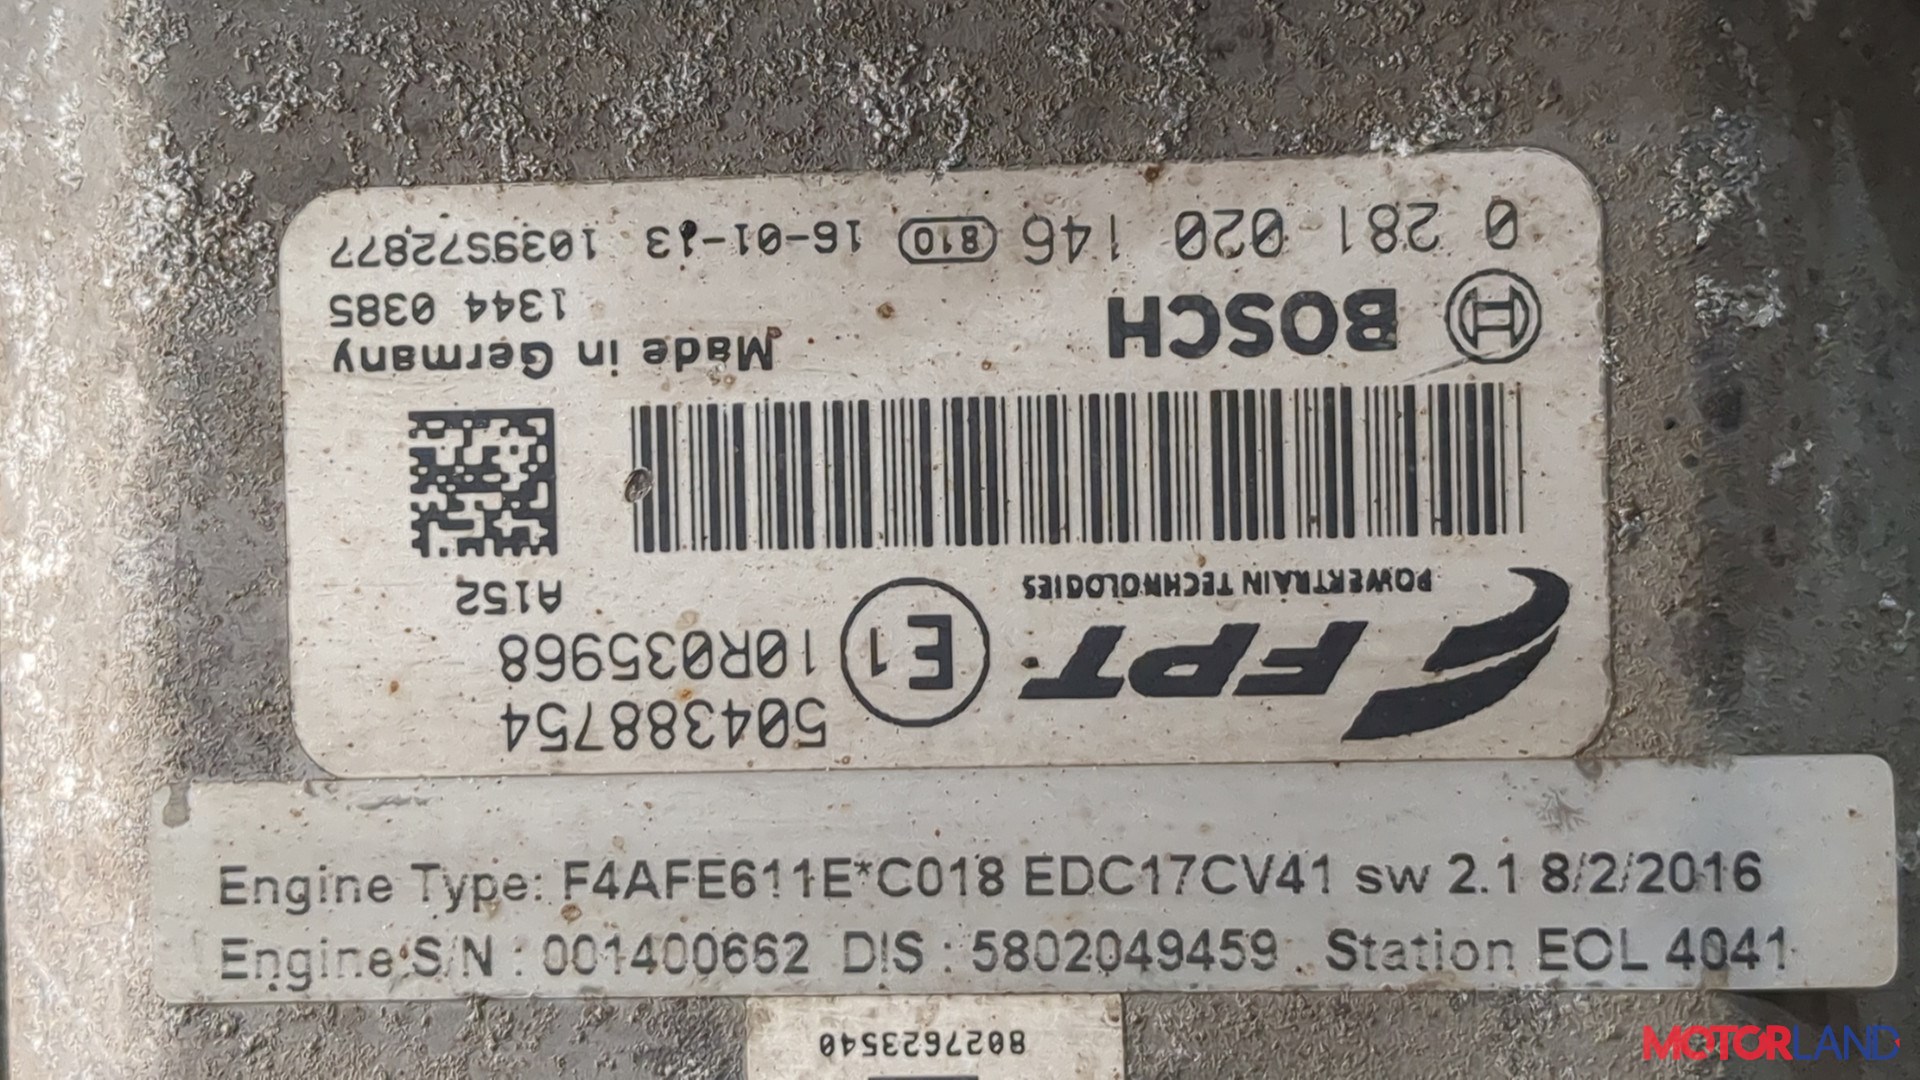 0 281 020 146 810 16-01-13 1039S72877
BOSCH
1344 0385
Made in Germany
A152
FPT
POWERTRAIN TECHNOLOGIES
E1
10R035968
504388754
Engine Type: F4AFE611E*C018 EDC17CV41 sw 2.1 8/2/2016
Engine S/N : 001400662 DIS : 5802049459 Station EOL 4041
8027623540
MOTORLAND